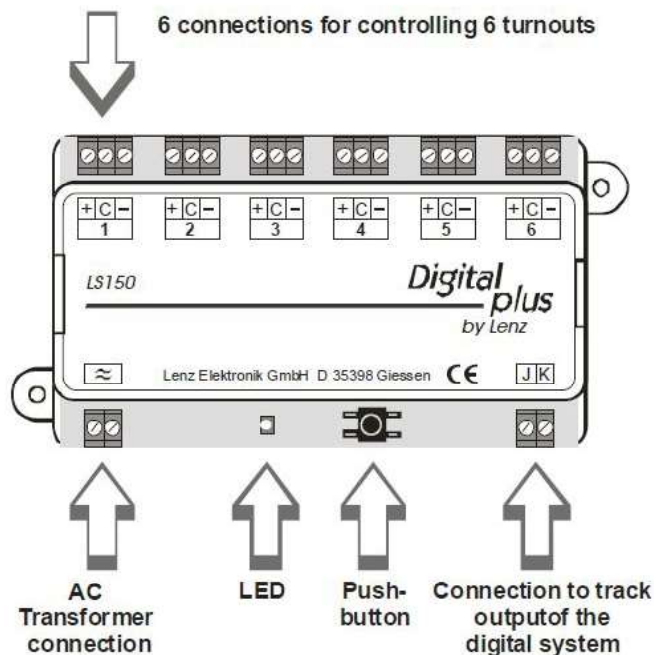 6 connections for controlling 6 turnouts
+ C – + C – + C – + C – + C – + C –
1 2 3 4 5 6
LS150
Digital
plus
by Lenz
≈ Lenz Elektronik GmbH D 35398 Giessen CE J K
AC
Transformer
connection
LED
Push-
button
Connection to track
outputof the
digital system